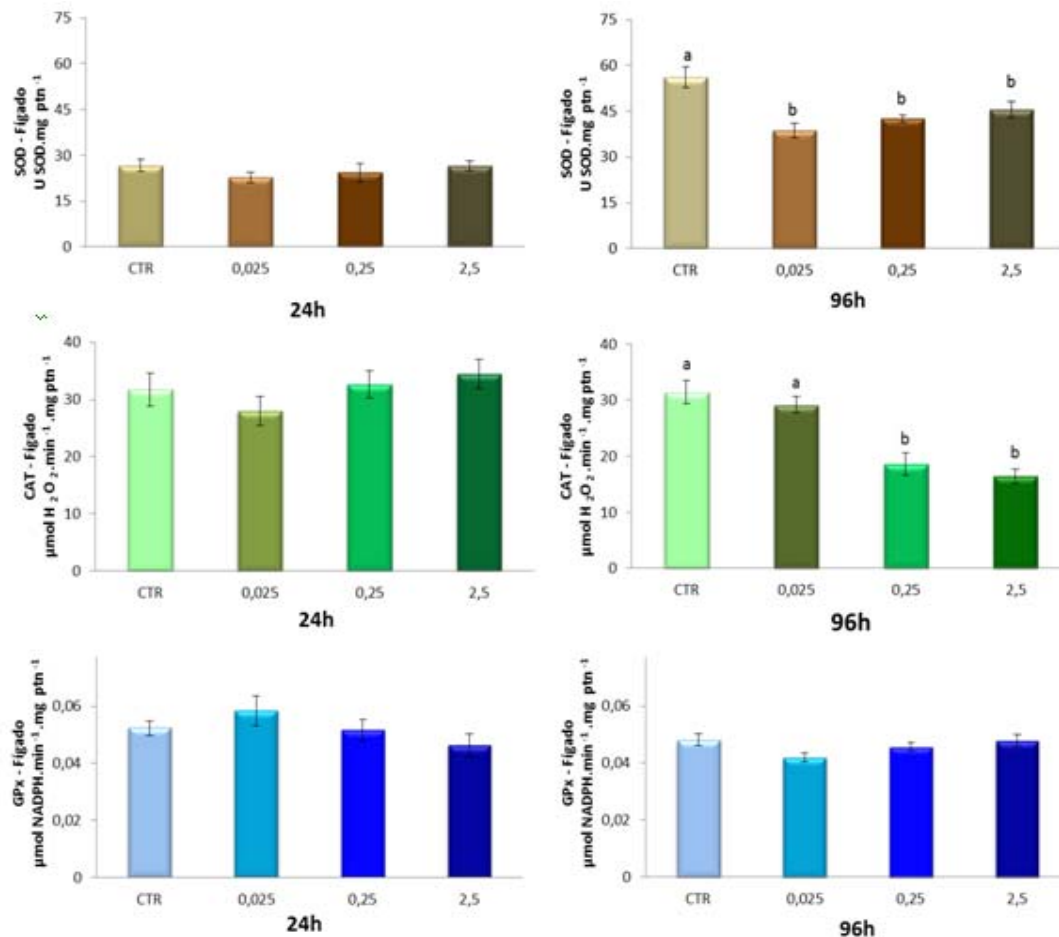 SOD - Fígado
U SOD.mg ptn⁻¹
75
60
45
30
15
0
CTR
0,025
0,25
2,5
24h
SOD - Fígado
U SOD.mg ptn⁻¹
75
60
45
30
15
0
a
b
b
b
CTR
0,025
0,25
2,5
96h
CAT - Fígado
µmol H₂O₂.min⁻¹.mg ptn⁻¹
40
30
20
10
0
CTR
0,025
0,25
2,5
24h
CAT - Fígado
µmol H₂O₂.min⁻¹.mg ptn⁻¹
40
30
20
10
0
a
a
b
b
CTR
0,025
0,25
2,5
96h
GPx - Fígado
µmol NADPH.min⁻¹.mg ptn⁻¹
0,06
0,04
0,02
0
CTR
0,025
0,25
2,5
24h
GPx - Fígado
µmol NADPH.min⁻¹.mg ptn⁻¹
0,06
0,04
0,02
0
CTR
0,025
0,25
2,5
96h